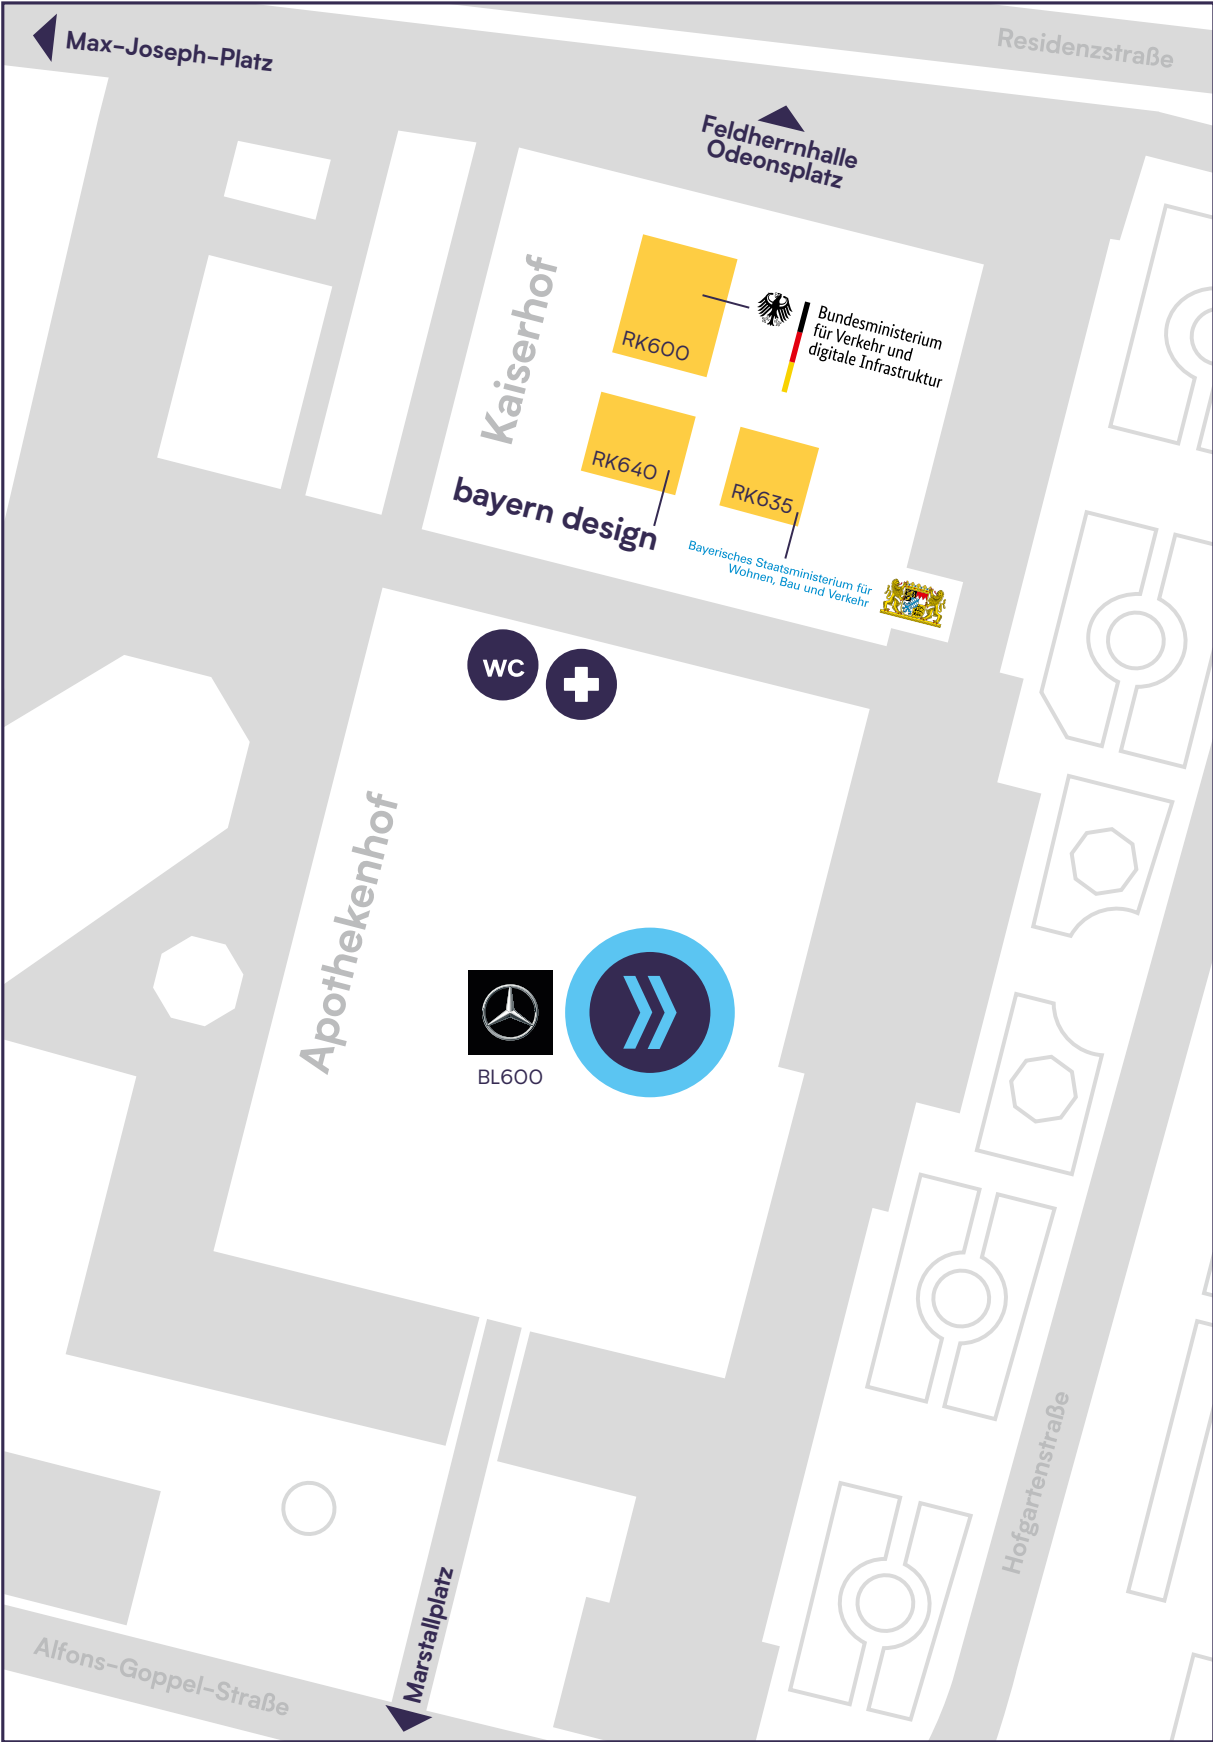 Max-Joseph-Platz
Residenzstraße
Feldherrnhalle
Odeonsplatz
Kaiserhof
RK600
Bundesministerium
für Verkehr und
digitale Infrastruktur
RK640
RK635
bayern design
Bayerisches Staatsministerium für
Wohnen, Bau und Verkehr
WC
Apothekenhof
BL600
Hofgartenstraße
Marstallplatz
Alfons-Goppel-Straße